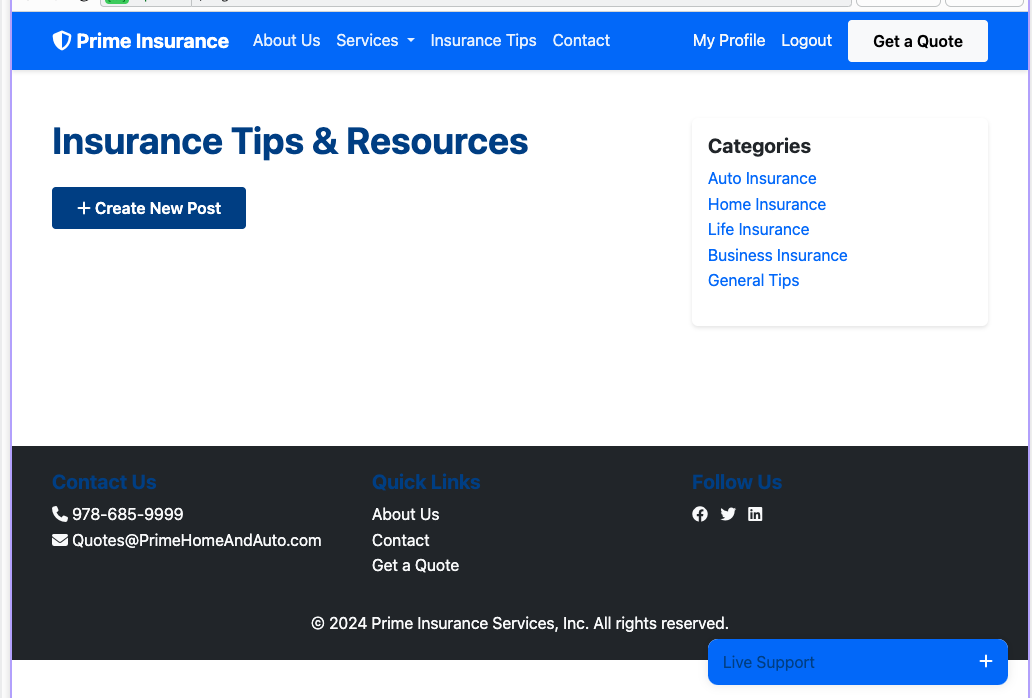 Prime Insurance About Us Services Insurance Tips Contact My Profile Logout Get a Quote
Insurance Tips & Resources
+ Create New Post
Categories
Auto Insurance
Home Insurance
Life Insurance
Business Insurance
General Tips
Contact Us
978-685-9999
Quotes@PrimeHomeAndAuto.com
Quick Links
About Us
Contact
Get a Quote
Follow Us
© 2024 Prime Insurance Services, Inc. All rights reserved.
Live Support +